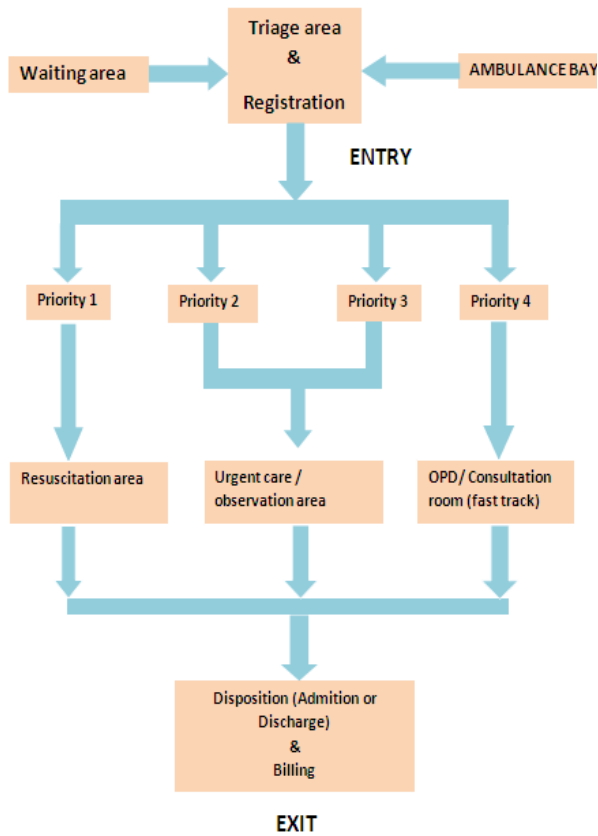 Triage area
&
Registration
Waiting area
AMBULANCE BAY
ENTRY
Priority 1
Priority 2
Priority 3
Priority 4
Resuscitation area
Urgent care /
observation area
OPD/ Consultation
room (fast track)
Disposition (Admition or
Discharge)
&
Billing
EXIT